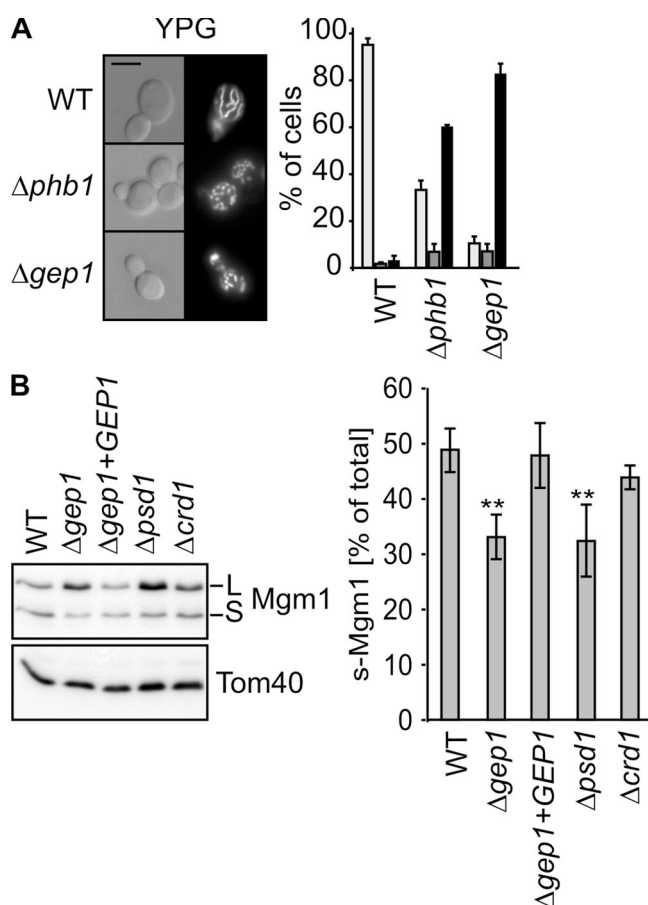 A
YPG
WT
Δphb1
Δgep1
% of cells
100
80
60
40
20
0
WT
Δphb1
Δgep1
B
WT
Δgep1
Δgep1+GEP1
Δpsd1
Δcrd1
L
S
Mgm1
Tom40
s-Mgm1 [% of total]
60
50
40
30
20
10
0
**
**
WT
Δgep1
Δgep1+GEP1
Δpsd1
Δcrd1